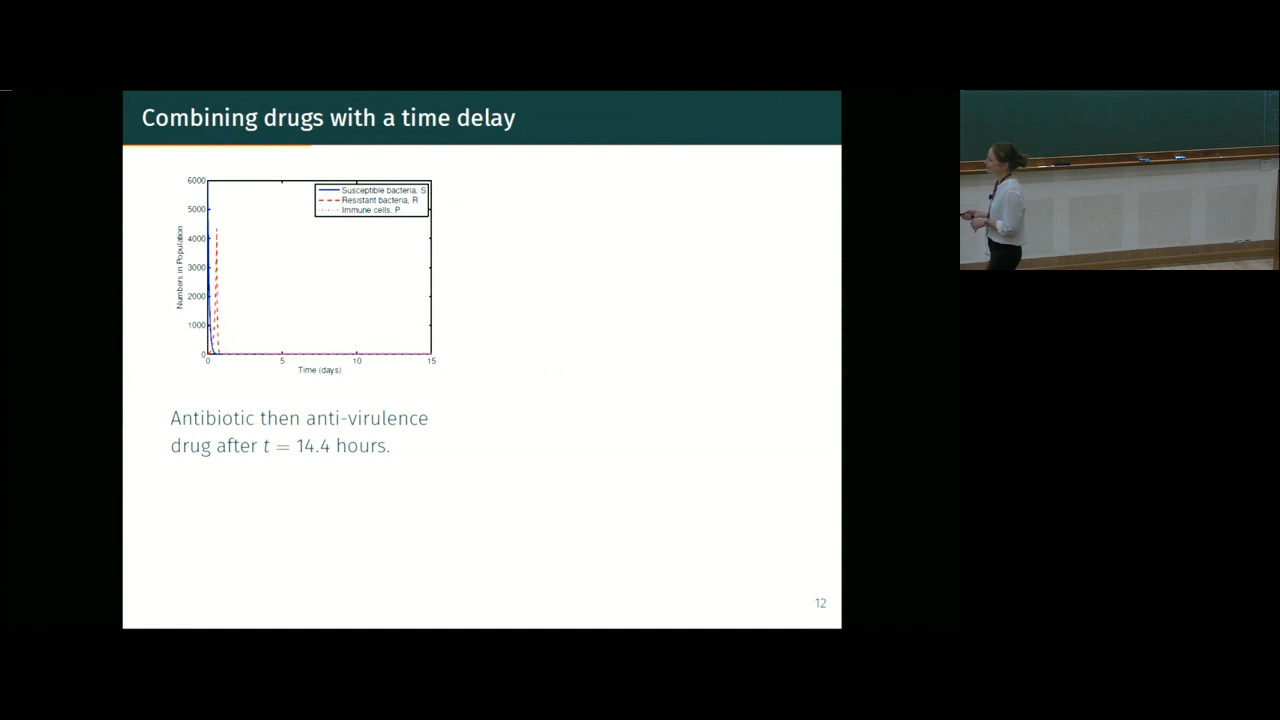 Combining drugs with a time delay
6000
5000
4000
3000
2000
1000
0
Numbers in Population
Susceptible bacteria, S
Resistant bacteria, R
Immune cells, P
0 5 10 15
Time (days)
Antibiotic then anti-virulence
drug after t = 14.4 hours.
12